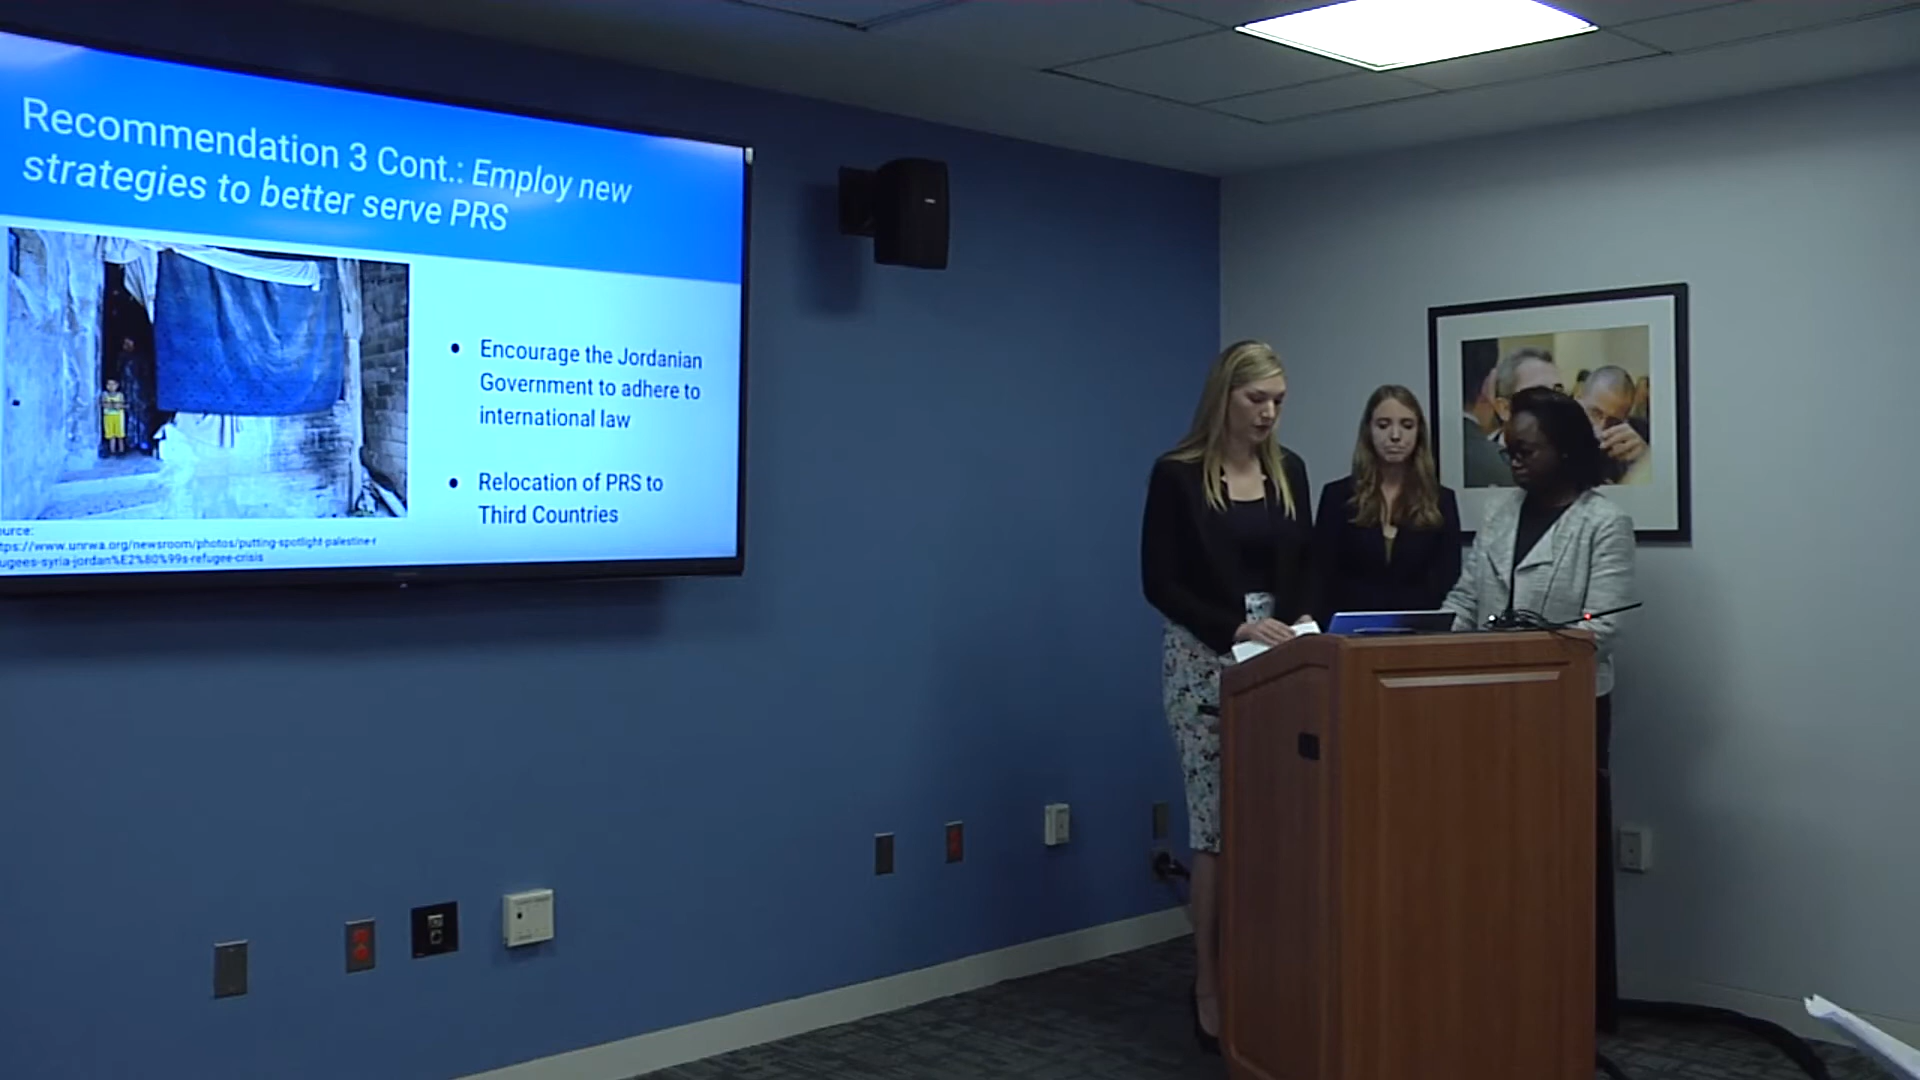 Recommendation 3 Cont.: Employ new
strategies to better serve PRS
• Encourage the Jordanian
Government to adhere to
international law
• Relocation of PRS to
Third Countries
ource:
tps://www.unrwa.org/newsroom/photos/putting-spotlight-palestine-r
ugees-syria-jordan%E2%80%99s-refugee-crisis